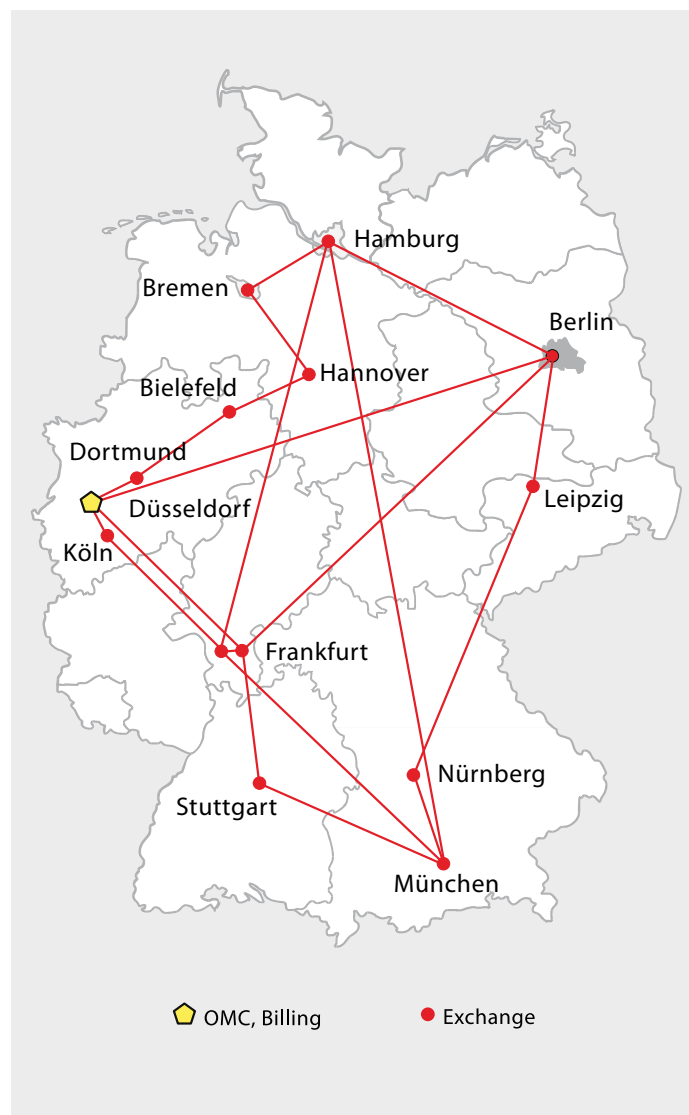 Hamburg
Bremen
Berlin
Hannover
Bielefeld
Dortmund
Leipzig
Düsseldorf
Köln
Frankfurt
Nürnberg
Stuttgart
München
OMC, Billing
Exchange